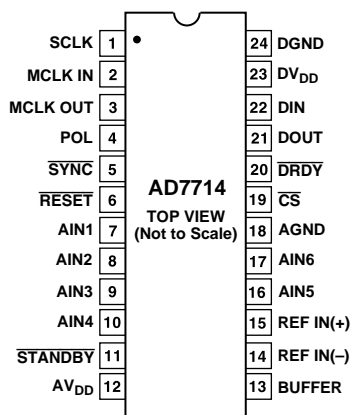 SCLK 1 24 DGND
MCLK IN 2 23 DVDD
MCLK OUT 3 22 DIN
POL 4 21 DOUT
SYNC 5 20 DRDY
RESET 6 19 CS
AIN1 7 18 AGND
AIN2 8 17 AIN6
AIN3 9 16 AIN5
AIN4 10 15 REF IN(+)
STANDBY 11 14 REF IN(–)
AVDD 12 13 BUFFER
AD7714
TOP VIEW
(Not to Scale)